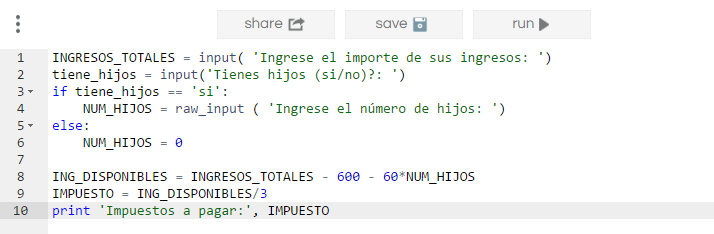 share save run
1 INGRESOS_TOTALES = input( 'Ingrese el importe de sus ingresos: ')
2 tiene_hijos = input('Tienes hijos (si/no)?: ')
3 if tiene_hijos == 'si':
4     NUM_HIJOS = raw_input ( 'Ingrese el número de hijos: ')
5 else:
6     NUM_HIJOS = 0
7
8 ING_DISPONIBLES = INGRESOS_TOTALES - 600 - 60*NUM_HIJOS
9 IMPUESTO = ING_DISPONIBLES/3
10 print 'Impuestos a pagar:', IMPUESTO